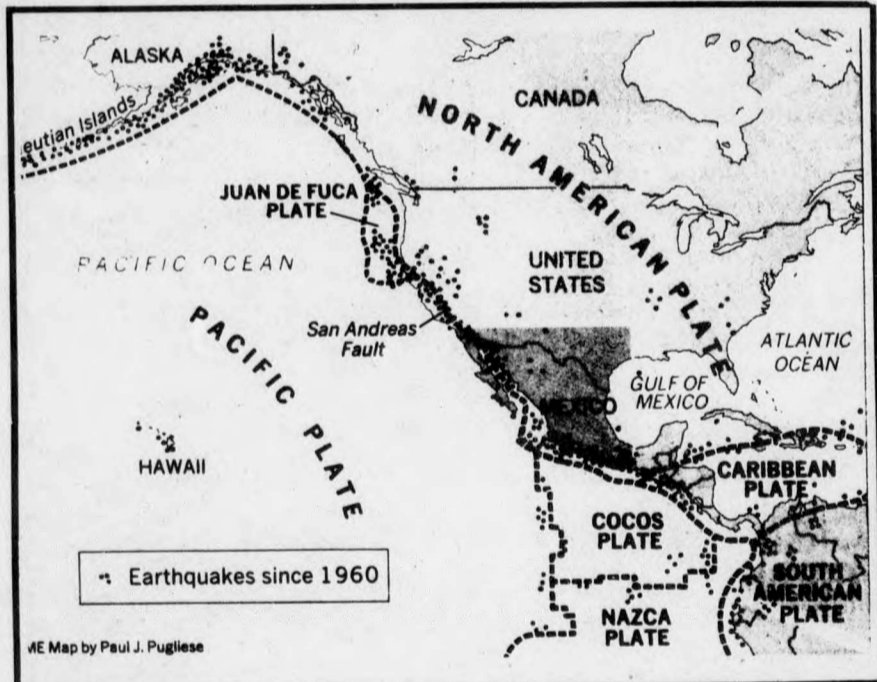 ALASKA
eutian Islands
CANADA
NORTH AMERICAN PLATE
JUAN DE FUCA
PLATE
PACIFIC OCEAN
UNITED
STATES
San Andreas
Fault
ATLANTIC
OCEAN
PACIFIC PLATE
GULF OF
MEXICO
MEXICO
HAWAII
CARIBBEAN
PLATE
COCOS
PLATE
Earthquakes since 1960
SOUTH
AMERICAN
PLATE
NAZCA
PLATE
ME Map by Paul J. Pugliese